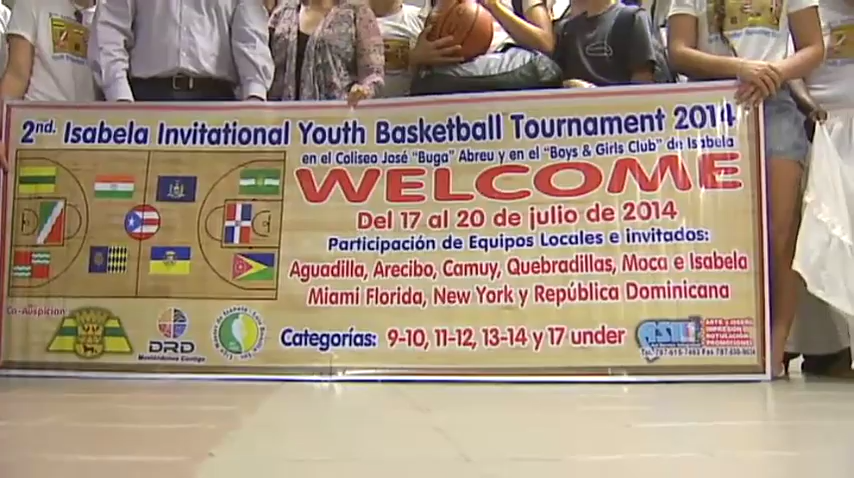 2nd. Isabela Invitational Youth Basketball Tournament 2014
en el Coliseo José "Buga" Abreu y en el "Boys & Girls Club" de Isabela
WELCOME
Del 17 al 20 de julio de 2014
Participación de Equipos Locales e invitados:
Aguadilla, Arecibo, Camuy, Quebradillas, Moca e Isabela
Miami Florida, New York y República Dominicana
Co-Auspician
DRD
Categorías: 9-10, 11-12, 13-14 y 17 under
IMPRESIÓN
ROTULACIÓN
PROMOCIONES